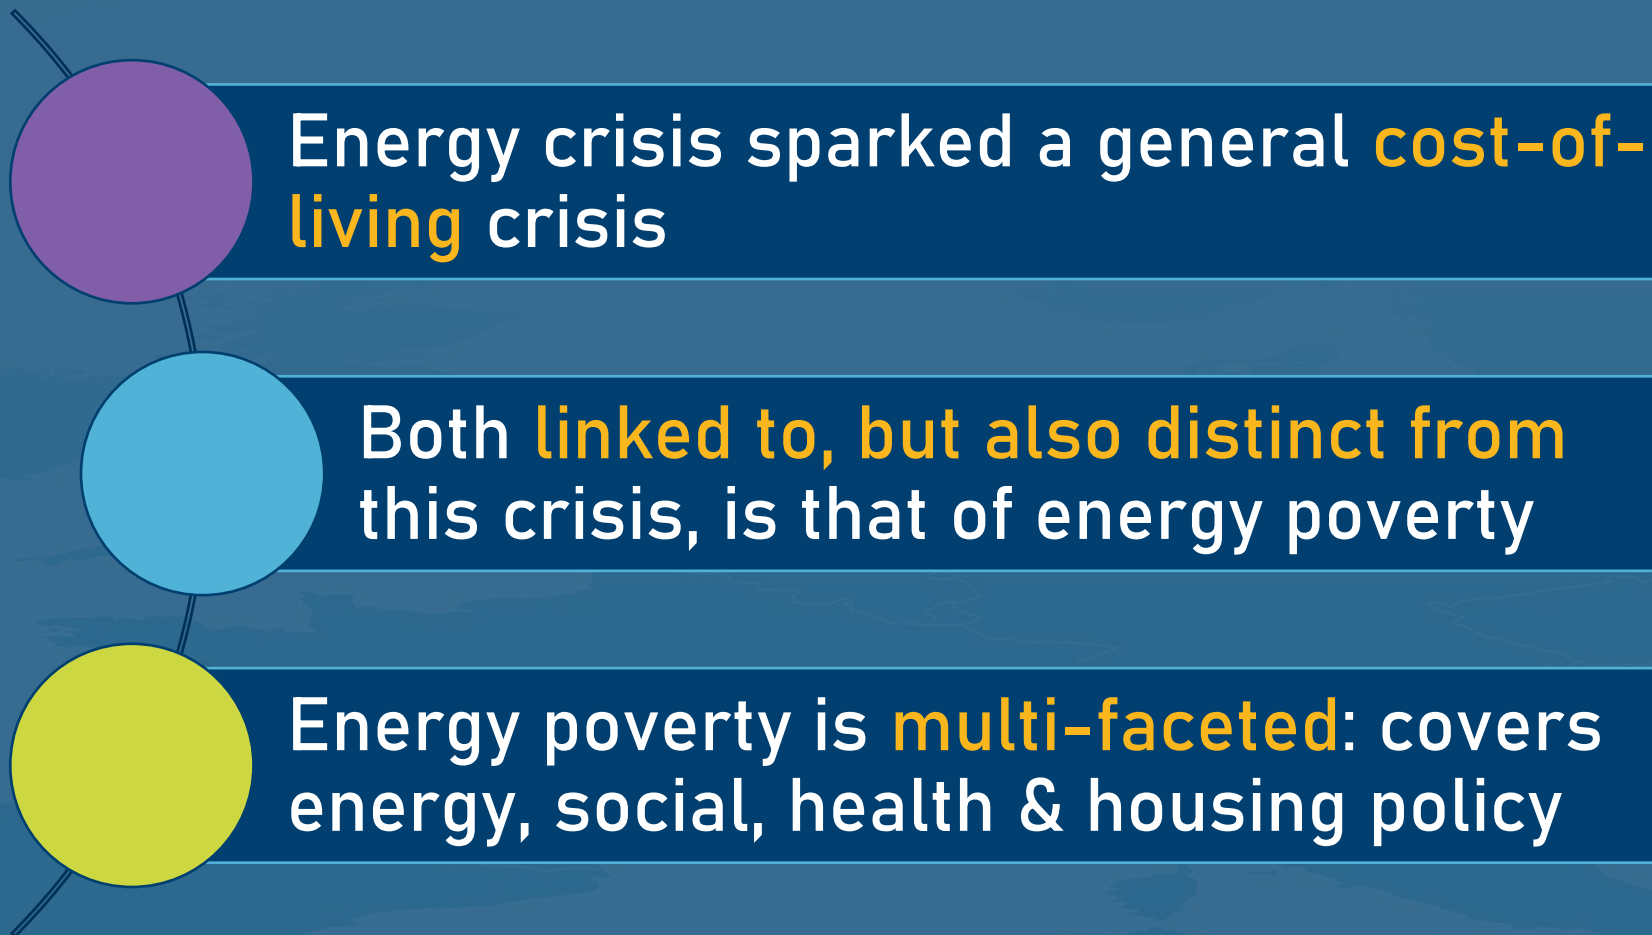 Energy crisis sparked a general cost-of-
living crisis
Both linked to, but also distinct from
this crisis, is that of energy poverty
Energy poverty is multi-faceted: covers
energy, social, health & housing policy